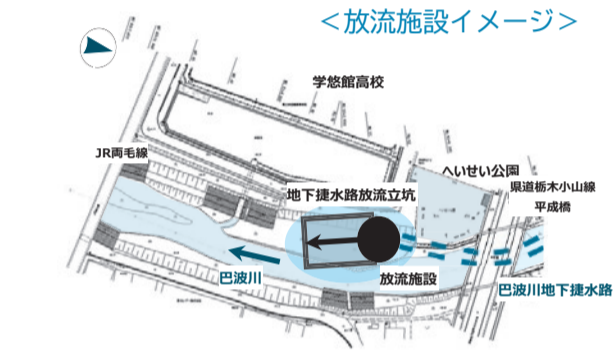 ＜放流施設イメージ＞
学悠館高校
JR両毛線
へいせい公園
地下捷水路放流立坑
県道栃木小山線
平成橋
巴波川
放流施設
巴波川地下捷水路